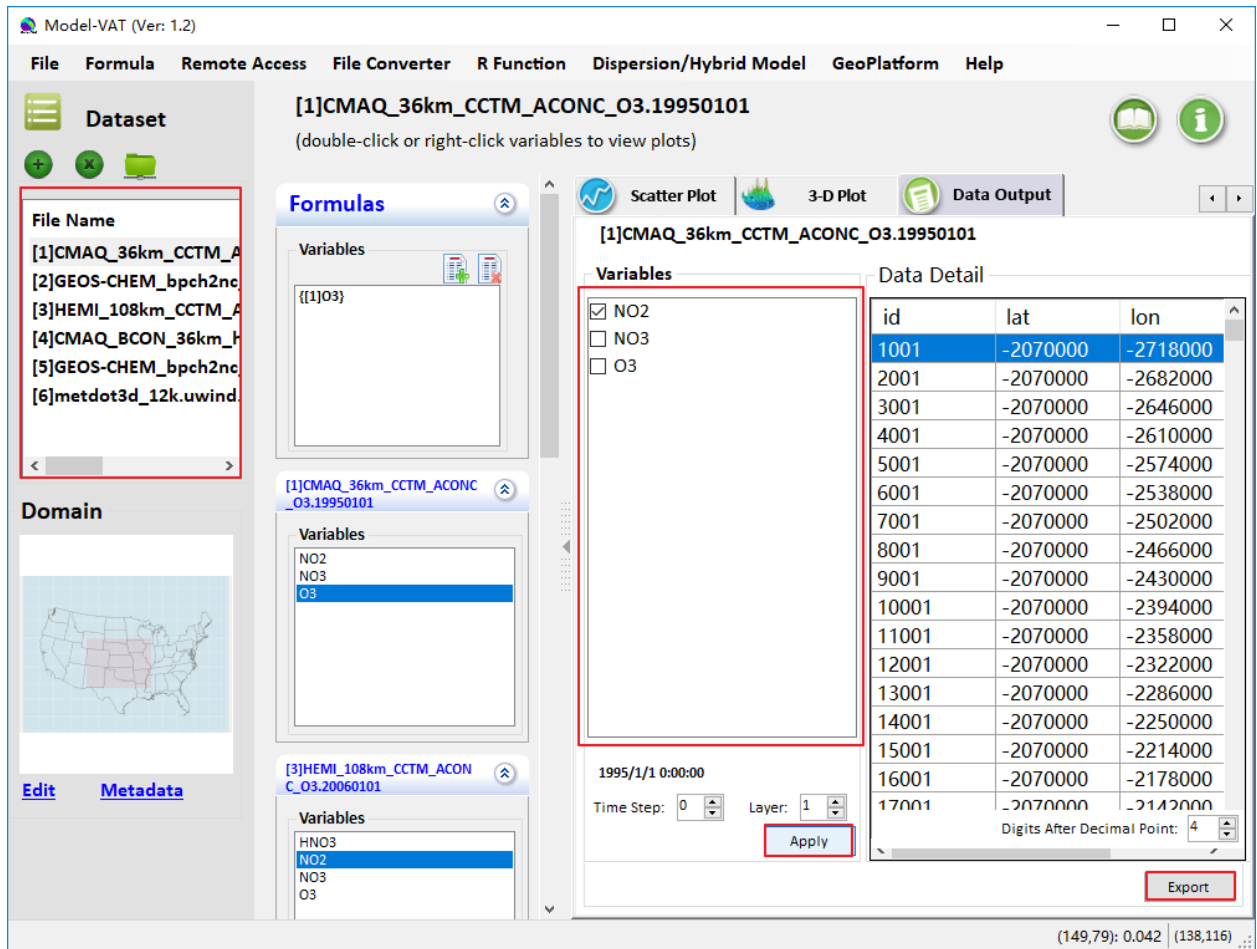 Model-VAT (Ver: 1.2)
File Formula Remote Access File Converter R Function Dispersion/Hybrid Model GeoPlatform Help
Dataset
[1]CMAQ_36km_CCTM_ACONC_O3.19950101
(double-click or right-click variables to view plots)
File Name
[1]CMAQ_36km_CCTM_A
[2]GEOS-CHEM_bpch2nc
[3]HEMI_108km_CCTM_A
[4]CMAQ_BCON_36km_h
[5]GEOS-CHEM_bpch2nc
[6]metdot3d_12k.uwind.
Domain
Edit Metadata
Formulas
Variables
{[1]O3}
[1]CMAQ_36km_CCTM_ACONC
_O3.19950101
Variables
NO2
NO3
O3
[3]HEMI_108km_CCTM_ACON
C_O3.20060101
Variables
HNO3
NO2
NO3
O3
Scatter Plot 3-D Plot Data Output
[1]CMAQ_36km_CCTM_ACONC_O3.19950101
Variables
NO2
NO3
O3
1995/1/1 0:00:00
Time Step: 0 Layer: 1
Apply
Data Detail
id lat lon
1001 -2070000 -2718000
2001 -2070000 -2682000
3001 -2070000 -2646000
4001 -2070000 -2610000
5001 -2070000 -2574000
6001 -2070000 -2538000
7001 -2070000 -2502000
8001 -2070000 -2466000
9001 -2070000 -2430000
10001 -2070000 -2394000
11001 -2070000 -2358000
12001 -2070000 -2322000
13001 -2070000 -2286000
14001 -2070000 -2250000
15001 -2070000 -2214000
16001 -2070000 -2178000
17001 -2070000 -2142000
Digits After Decimal Point: 4
Export
(149,79): 0.042 (138,116)